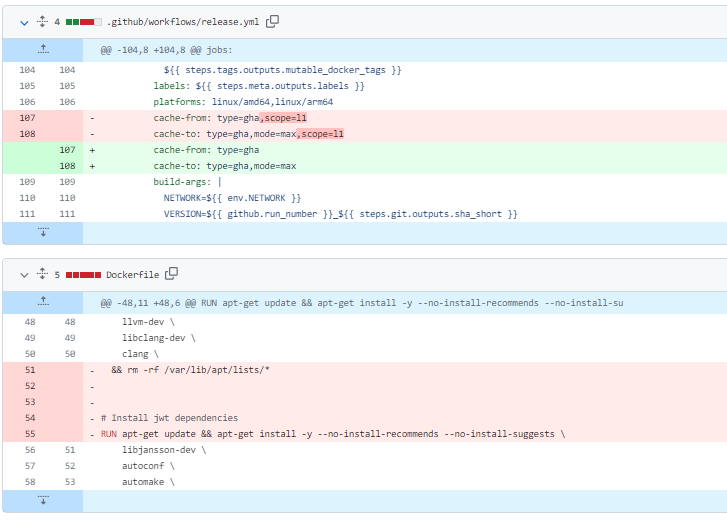 4 .github/workflows/release.yml
@@ -104,8 +104,8 @@ jobs:
104 104 ${{ steps.tags.outputs.mutable_docker_tags }}
105 105 labels: ${{ steps.meta.outputs.labels }}
106 106 platforms: linux/amd64,linux/arm64
107 - cache-from: type=gha,scope=l1
108 - cache-to: type=gha,mode=max,scope=l1
107 + cache-from: type=gha
108 + cache-to: type=gha,mode=max
109 109 build-args: |
110 110 NETWORK=${{ env.NETWORK }}
111 111 VERSION=${{ github.run_number }}_${{ steps.git.outputs.sha_short }}
5 Dockerfile
@@ -48,11 +48,6 @@ RUN apt-get update && apt-get install -y --no-install-recommends --no-install-su
48 48 llvm-dev \
49 49 libclang-dev \
50 50 clang \
51 - && rm -rf /var/lib/apt/lists/*
52 -
53 -
54 - # Install jwt dependencies
55 - RUN apt-get update && apt-get install -y --no-install-recommends --no-install-suggests \
56 51 libjansson-dev \
57 52 autoconf \
58 53 automake \